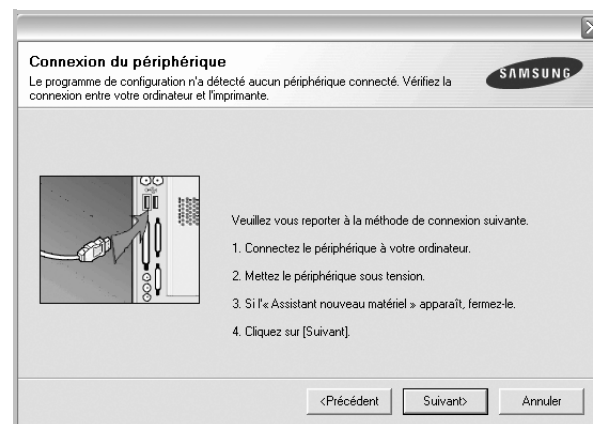 Connexion du périphérique
Le programme de configuration n'a détecté aucun périphérique connecté. Vérifiez la
connexion entre votre ordinateur et l'imprimante.
SAMSUNG
Veuillez vous reporter à la méthode de connexion suivante.
1. Connectez le périphérique à votre ordinateur.
2. Mettez le périphérique sous tension.
3. Si l'« Assistant nouveau matériel » apparaît, fermez-le.
4. Cliquez sur [Suivant].
<Précédent
Suivant>
Annuler